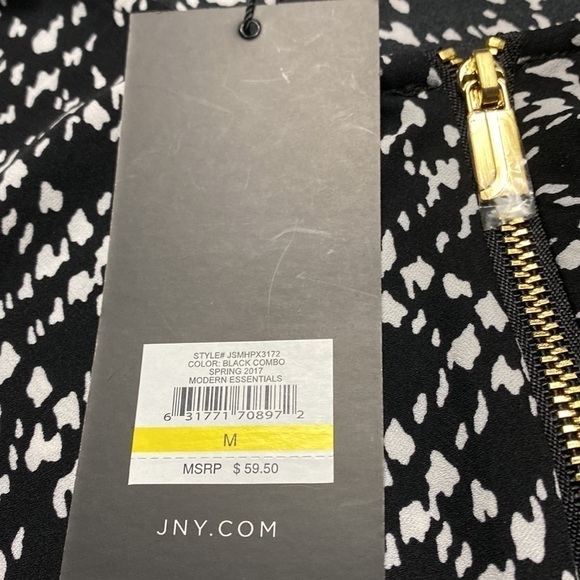 STYLE# JSMHPX3172
COLOR: BLACK COMBO
SPRING 2017
MODERN ESSENTIALS
6 31771 70897 2
M
MSRP $ 59.50
JNY.COM